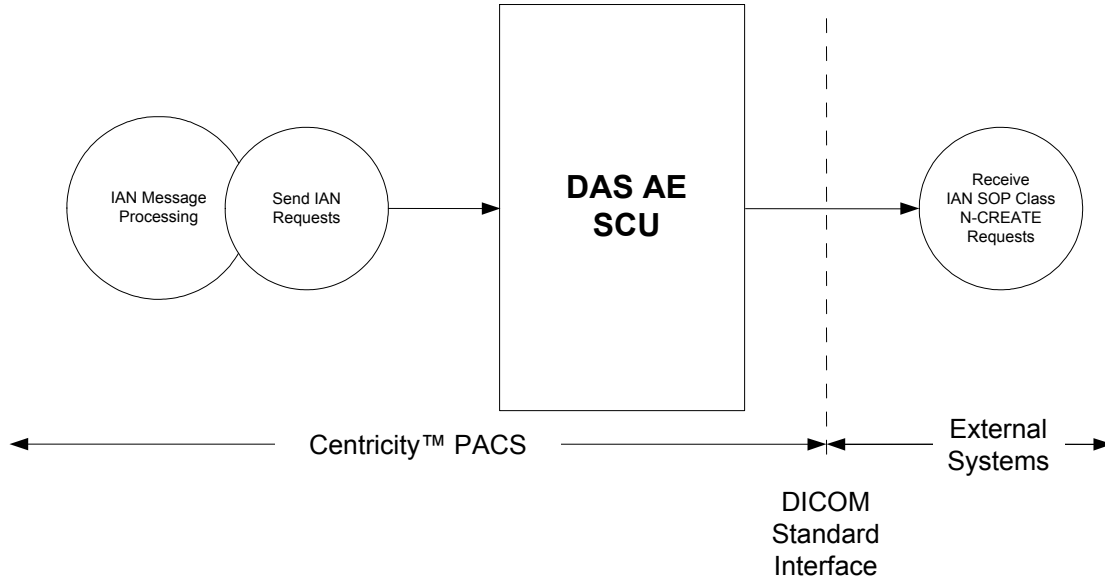 IAN Message
Processing
Send IAN
Requests
DAS AE
SCU
Receive
IAN SOP Class
N-CREATE
Requests
Centricity™ PACS
External
Systems
DICOM
Standard
Interface